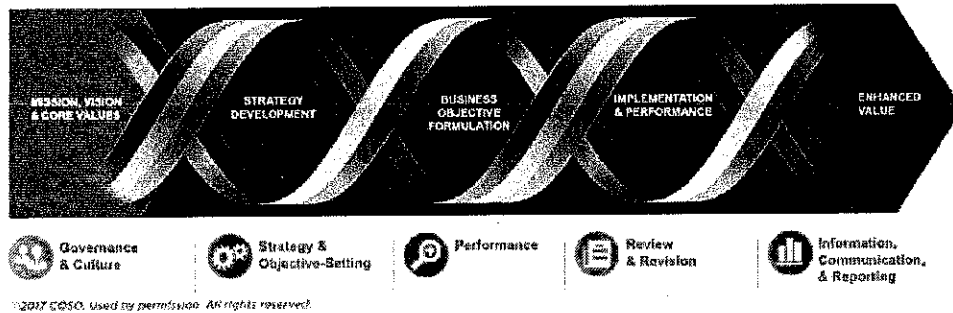 MISSION, VISION
& CORE VALUES
STRATEGY
DEVELOPMENT
BUSINESS
OBJECTIVE
FORMULATION
IMPLEMENTATION
& PERFORMANCE
ENHANCED
VALUE
Governance
& Culture
Strategy &
Objective-Setting
Performance
Review
& Revision
Information,
Communication,
& Reporting
©2017 COSO. Used by permission. All rights reserved.